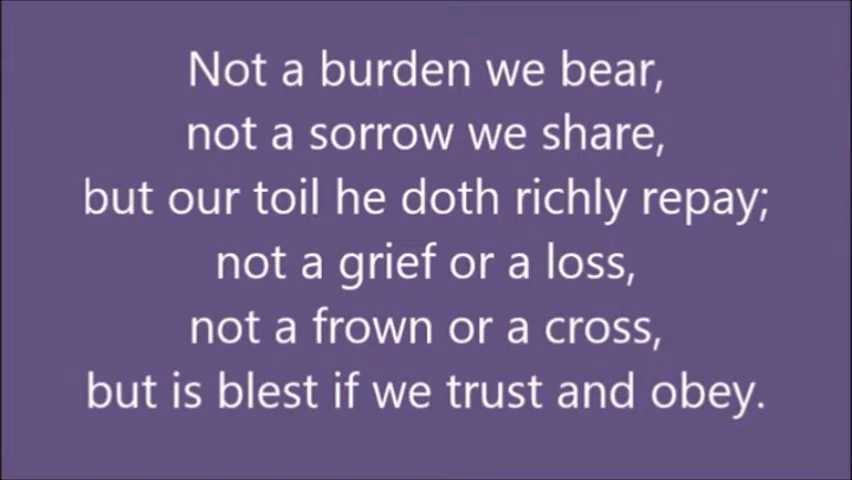 Not a burden we bear,
not a sorrow we share,
but our toil he doth richly repay;
not a grief or a loss,
not a frown or a cross,
but is blest if we trust and obey.